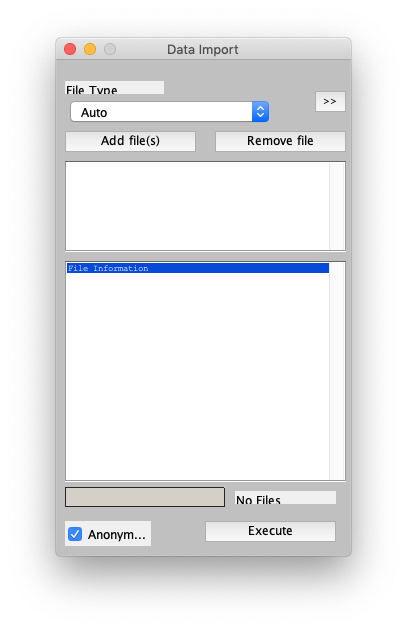 Data Import
File Type
>>
Auto
Add file(s)
Remove file
File Information
No Files
Anonym...
Execute